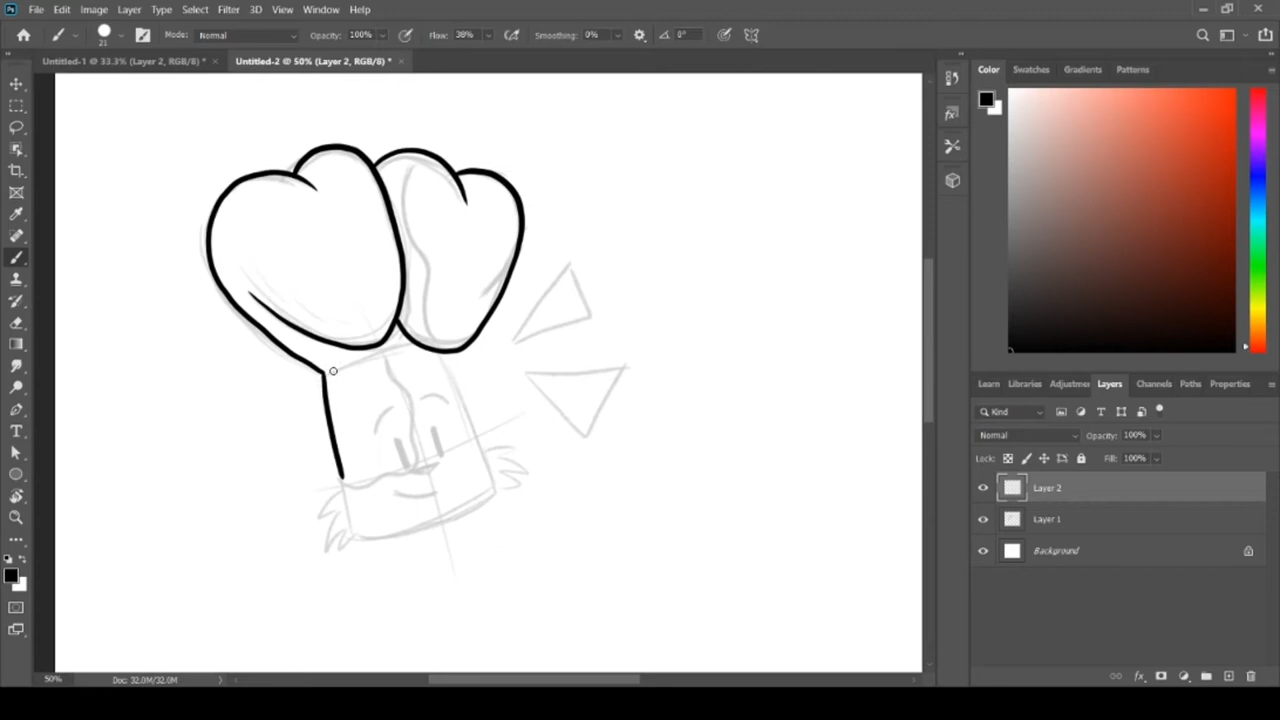 Ps File Edit Image Layer Type Select Filter 3D View Window Help
21 Mode: Normal Opacity: 100% Flow: 38% Smoothing: 0% 0°
Untitled-1 @ 33.3% (Layer 2, RGB/8) * × Untitled-2 @ 50% (Layer 2, RGB/8) * ×
Color Swatches Gradients Patterns
Learn Libraries Adjustmen Layers Channels Paths Properties
Kind
Normal Opacity: 100%
Lock: Fill: 100%
Layer 2
Layer 1
Background
50% Doc: 32.0M/32.0M